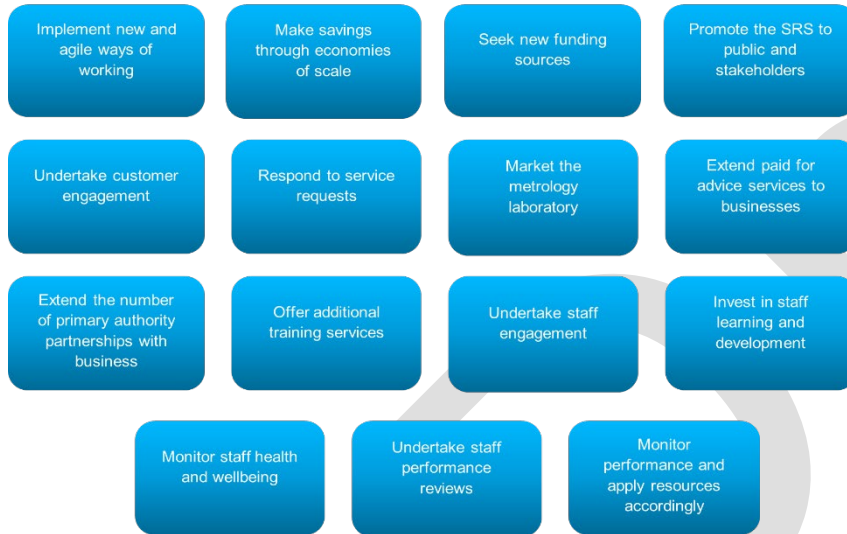 Implement new and
agile ways of
working
Make savings
through economies
of scale
Seek new funding
sources
Promote the SRS to
public and
stakeholders
Undertake customer
engagement
Respond to service
requests
Market the
metrology
laboratory
Extend paid for
advice services to
businesses
Extend the number
of primary authority
partnerships with
business
Offer additional
training services
Undertake staff
engagement
Invest in staff
learning and
development
Monitor staff health
and wellbeing
Undertake staff
performance
reviews
Monitor
performance and
apply resources
accordingly